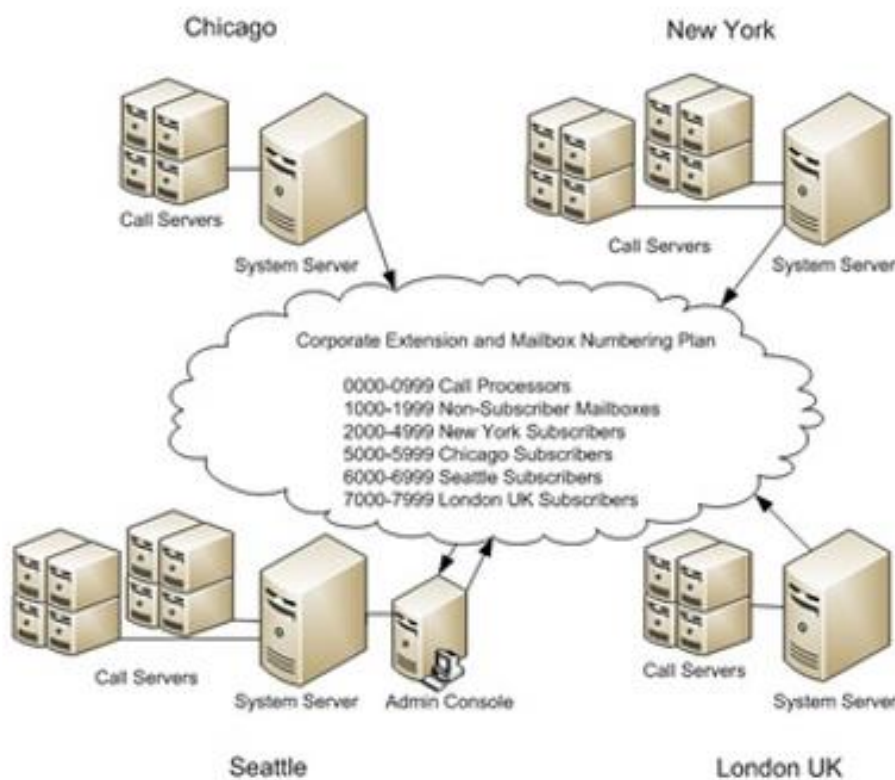 Chicago
New York
Call Servers
System Server
Call Servers
System Server
Corporate Extension and Mailbox Numbering Plan
0000-0999 Call Processors
1000-1999 Non-Subscriber Mailboxes
2000-4999 New York Subscribers
5000-5999 Chicago Subscribers
6000-6999 Seattle Subscribers
7000-7999 London UK Subscribers
Call Servers
System Server
Admin Console
Call Servers
System Server
Seattle
London UK